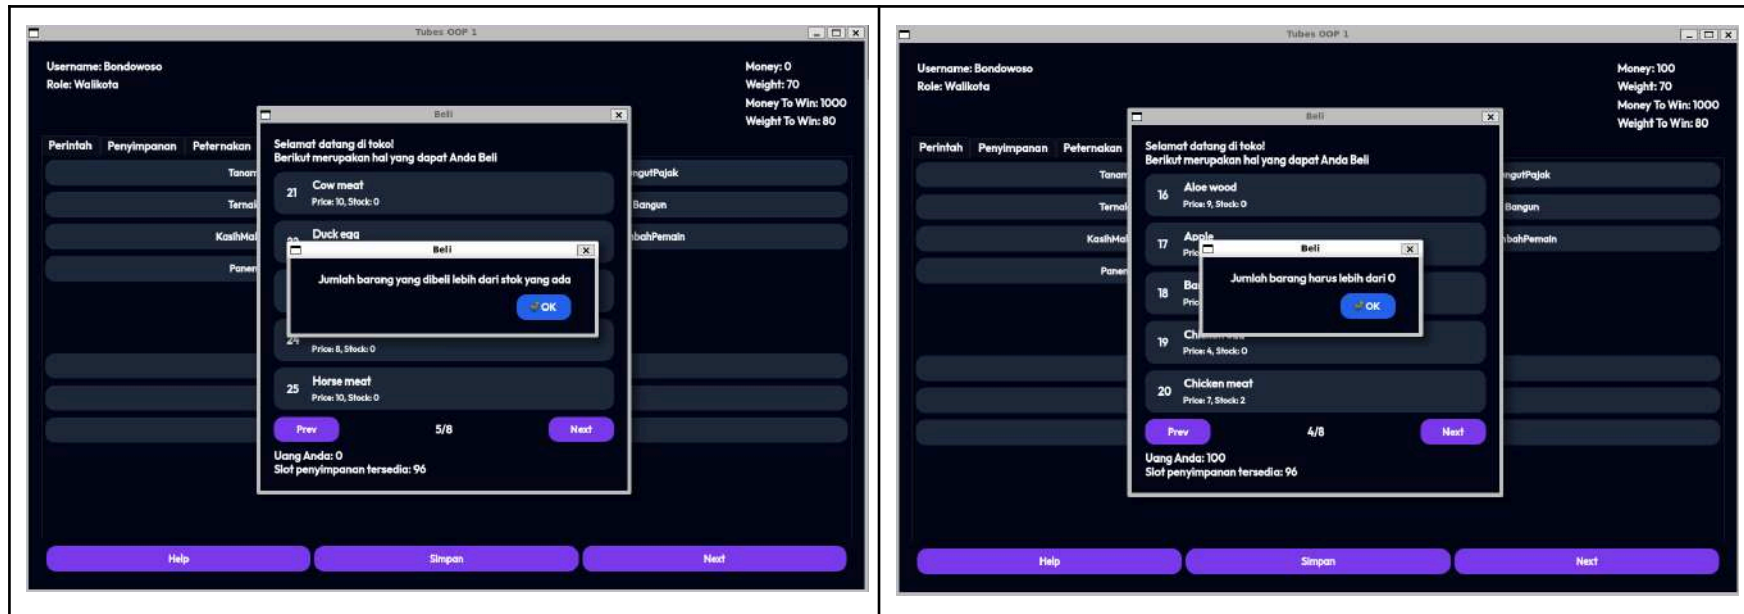 Tubes OOP 1
Username: Bondowoso
Role: Walikota
Money: 0
Weight: 70
Money To Win: 1000
Weight To Win: 80
Perintah Penyimpanan Peternakan
Ternak
Bangun
Beli
Selamat datang di toko!
Berikut merupakan hal yang dapat Anda Beli
21 Cow meat
Price: 10, Stock: 0
Duck egg
Beli
Jumlah barang yang dibeli lebih dari stok yang ada
OK
24
Price: 8, Stock: 0
25 Horse meat
Price: 10, Stock: 0
Prev 5/8 Next
Uang Anda: 0
Slot penyimpanan tersedia: 96
Help Simpan Next
Tubes OOP 1
Username: Bondowoso
Role: Walikota
Money: 100
Weight: 70
Money To Win: 1000
Weight To Win: 80
Perintah Penyimpanan Peternakan
Bangun
Beli
Selamat datang di toko!
Berikut merupakan hal yang dapat Anda Beli
16 Aloe wood
Price: 9, Stock: 0
17 Apple
Beli
Jumlah barang harus lebih dari 0
OK
18
19
Price: 4, Stock: 0
20 Chicken meat
Price: 7, Stock: 2
Prev 4/8 Next
Uang Anda: 100
Slot penyimpanan tersedia: 96
Help Simpan Next